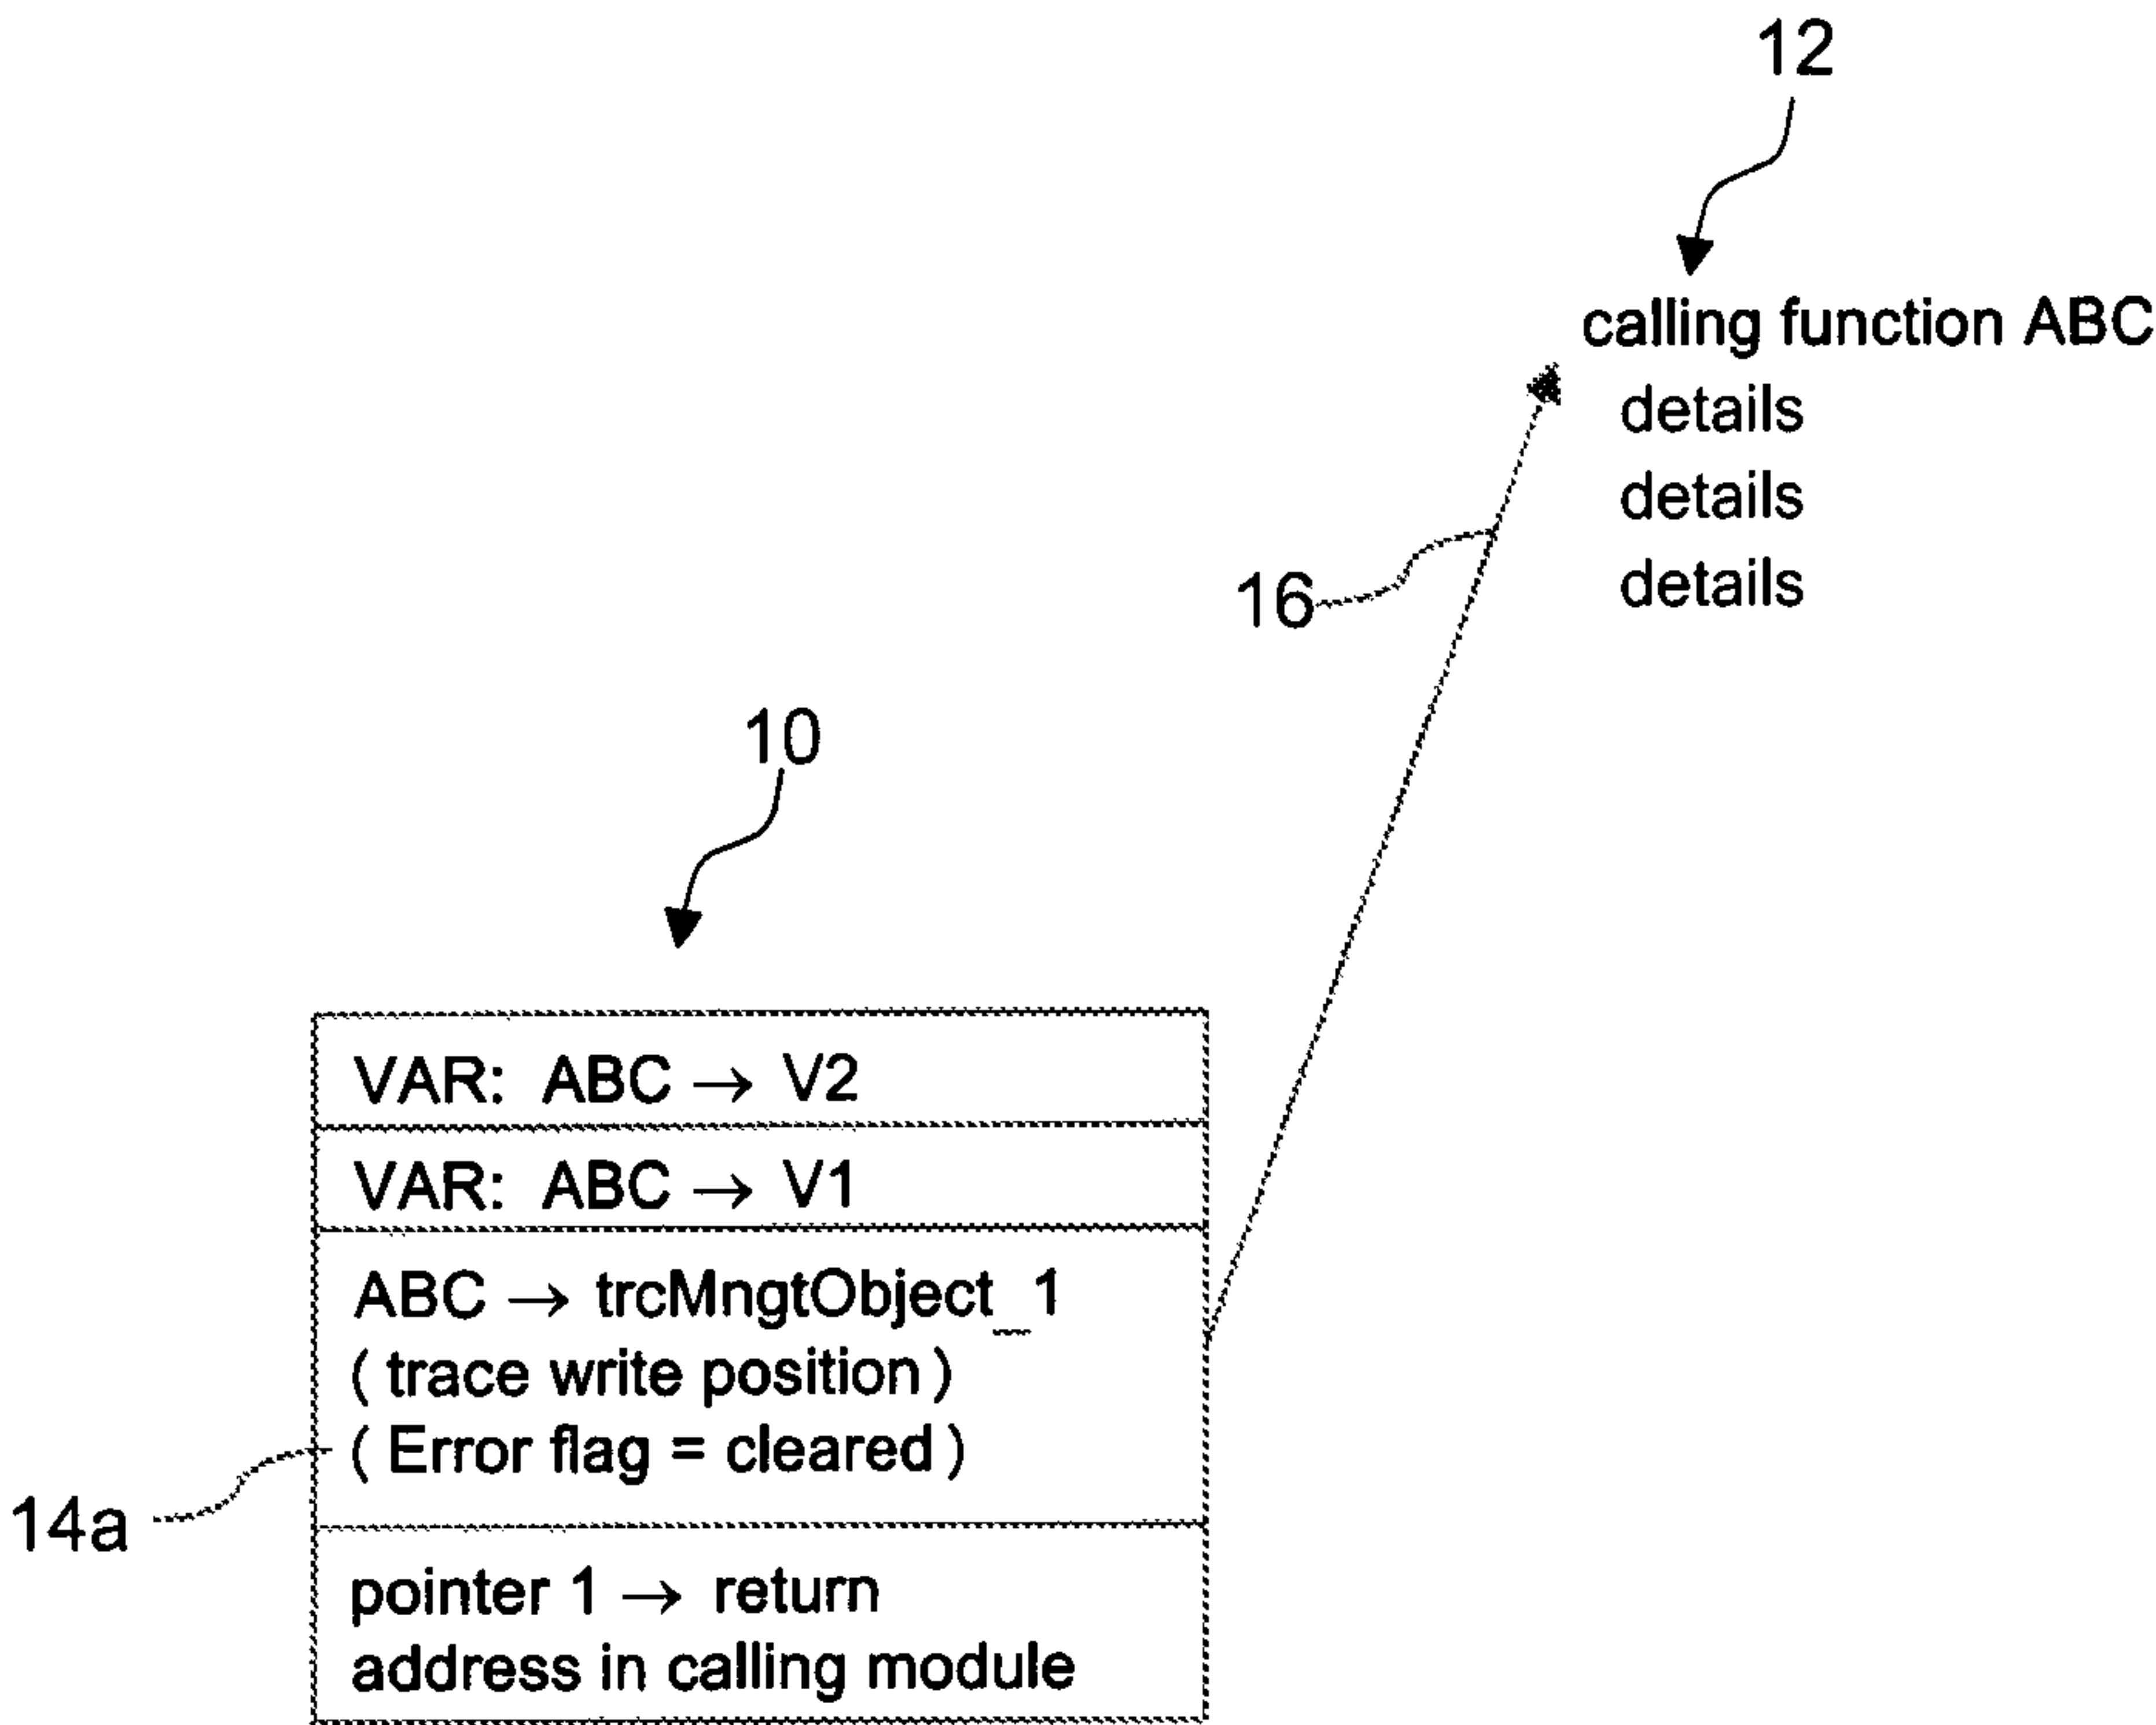 12
calling function ABC
details
details
16
details
10
VAR: ABC → V2
VAR: ABC → V1
ABC → trcMngtObject_1
( trace write position )
( Error flag = cleared )
14a
pointer 1 → return
address in calling module